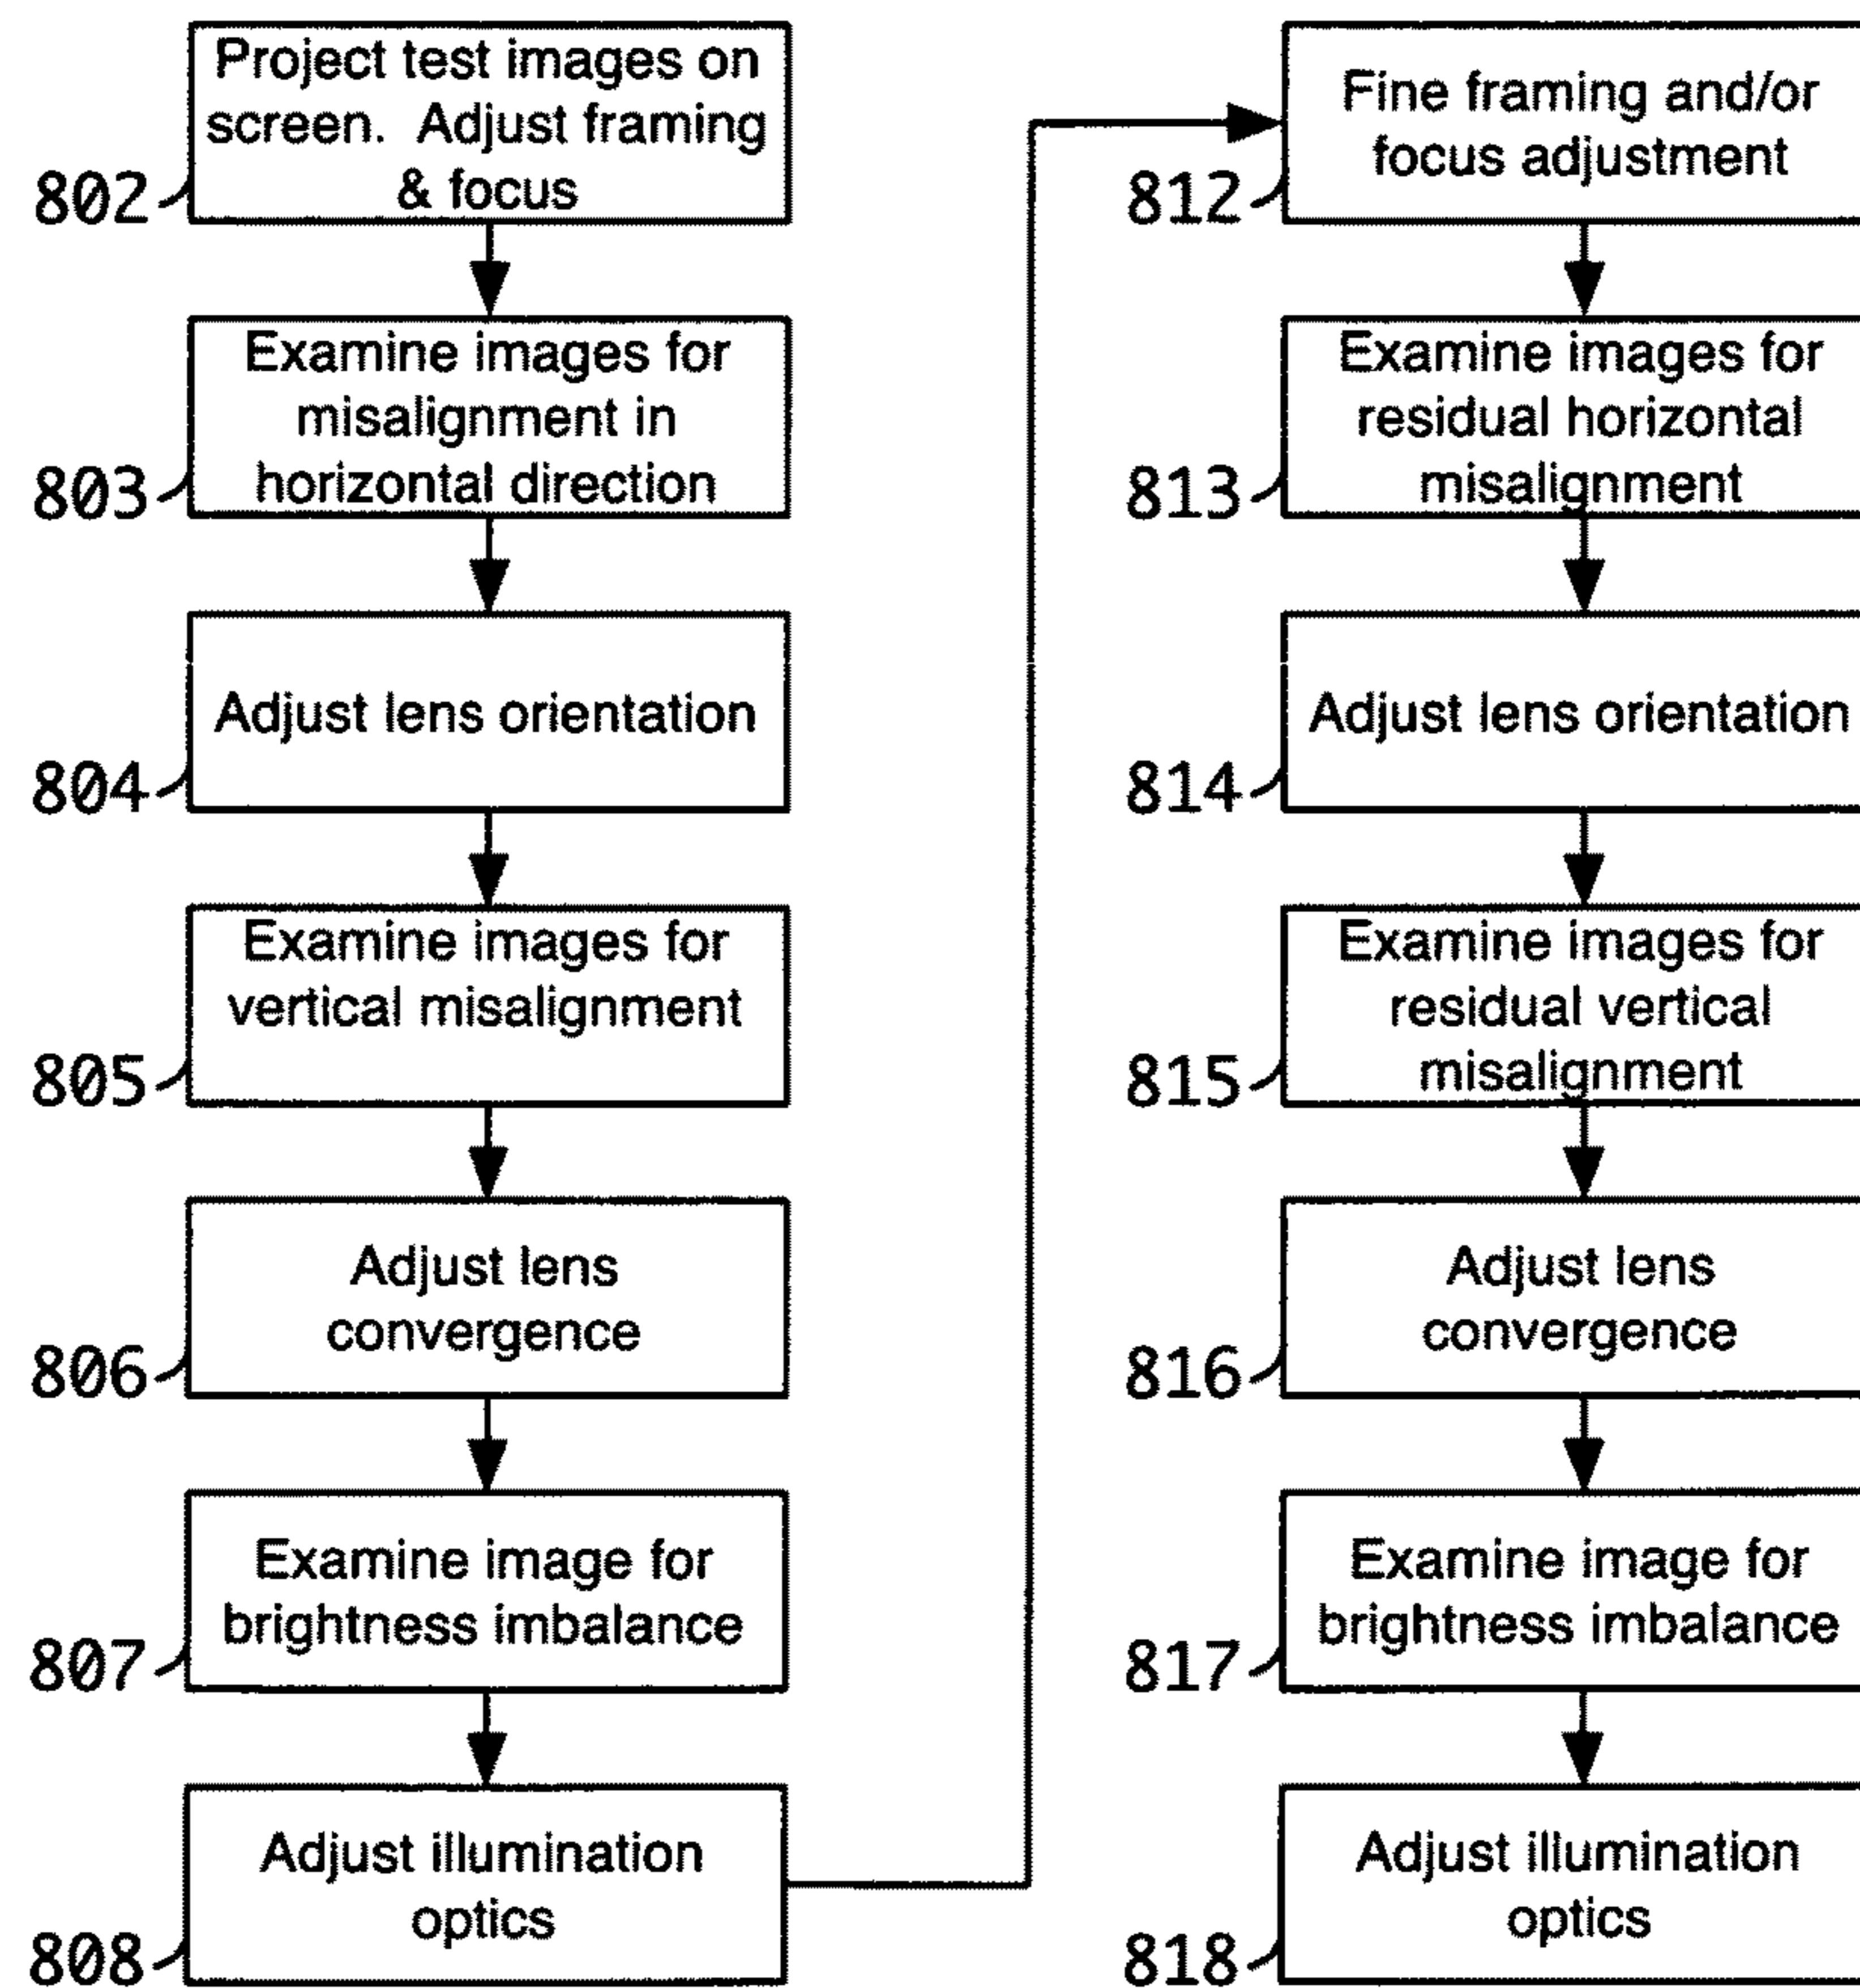 Project test images on
screen. Adjust framing
& focus
802
Examine images for
misalignment in
horizontal direction
803
Adjust lens orientation
804
Examine images for
vertical misalignment
805
Adjust lens
convergence
806
Examine image for
brightness imbalance
807
Adjust illumination
optics
808
Fine framing and/or
focus adjustment
812
Examine images for
residual horizontal
misalignment
813
Adjust lens orientation
814
Examine images for
residual vertical
misalignment
815
Adjust lens
convergence
816
Examine image for
brightness imbalance
817
Adjust illumination
optics
818